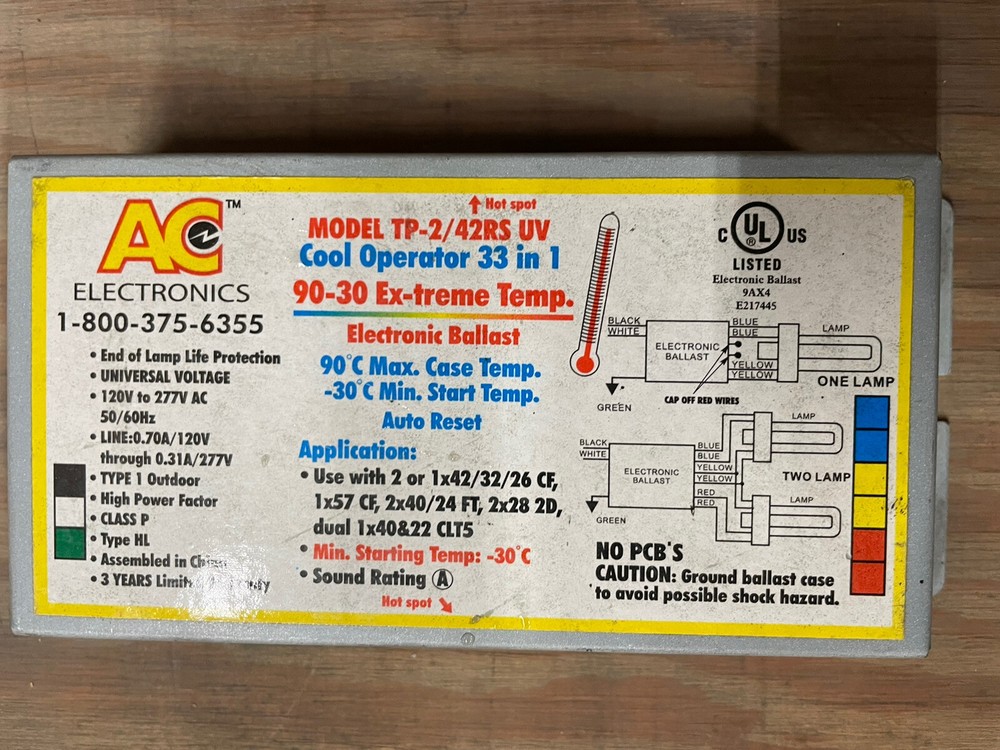 AC™
ELECTRONICS
1-800-375-6355
• End of Lamp Life Protection
• UNIVERSAL VOLTAGE
• 120V to 277V AC
50/60Hz
• LINE:0.70A/120V
through 0.31A/277V
• TYPE 1 Outdoor
• High Power Factor
• CLASS P
• Type HL
• Assembled in
• 3 YEARS
Hot spot
MODEL TP-2/42RS UV
Cool Operator 33 in 1
90-30 Ex-treme Temp.
Electronic Ballast
90°C Max. Case Temp.
-30°C Min. Start Temp.
Auto Reset
Application:
• Use with 2 or 1x42/32/26 CF,
1x57 CF, 2x40/24 FT, 2x28 2D,
dual 1x40&22 CLT5
• Min. Starting Temp: -30°C
• Sound Rating Ⓐ
Hot spot
C UL® US
LISTED
Electronic Ballast
9AX4
E217445
BLACK
WHITE
ELECTRONIC
BALLAST
BLUE
BLUE
YELLOW
YELLOW
LAMP
GREEN
CAP OFF RED WIRES
ONE LAMP
BLACK
WHITE
ELECTRONIC
BALLAST
BLUE
BLUE
YELLOW
YELLOW
RED
RED
LAMP
TWO LAMP
LAMP
GREEN
NO PCB'S
CAUTION: Ground ballast case
to avoid possible shock hazard.